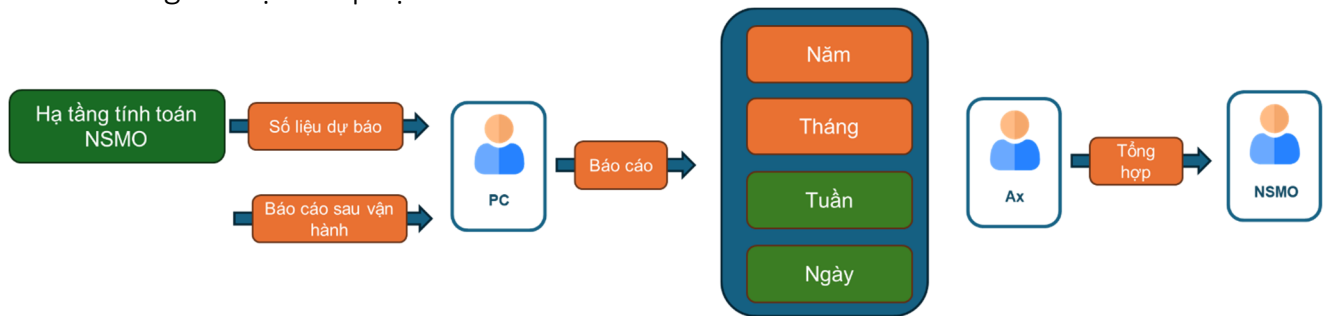 Hạ tầng tính toán
NSMO
Số liệu dự báo
Báo cáo sau vận
hành
PC
Báo cáo
Năm
Tháng
Tuần
Ngày
Ax
Tổng
hợp
NSMO